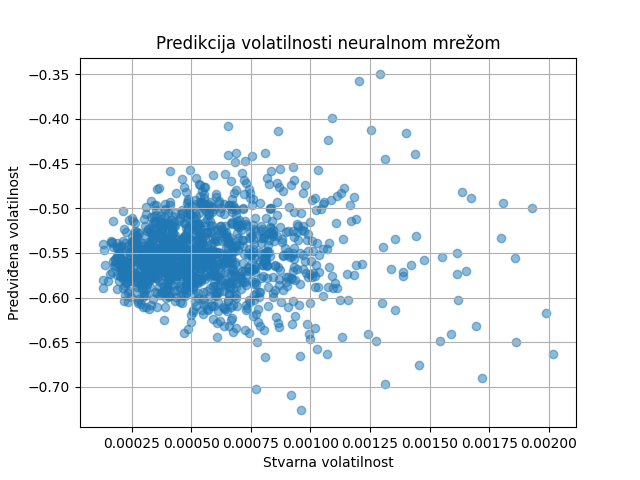 Predikcija volatilnosti neuralnom mrežom
−0.35
−0.40
−0.45
−0.50
−0.55
−0.60
−0.65
−0.70
Predviđena volatilnost
0.00025 0.00050 0.00075 0.00100 0.00125 0.00150 0.00175 0.00200
Stvarna volatilnost